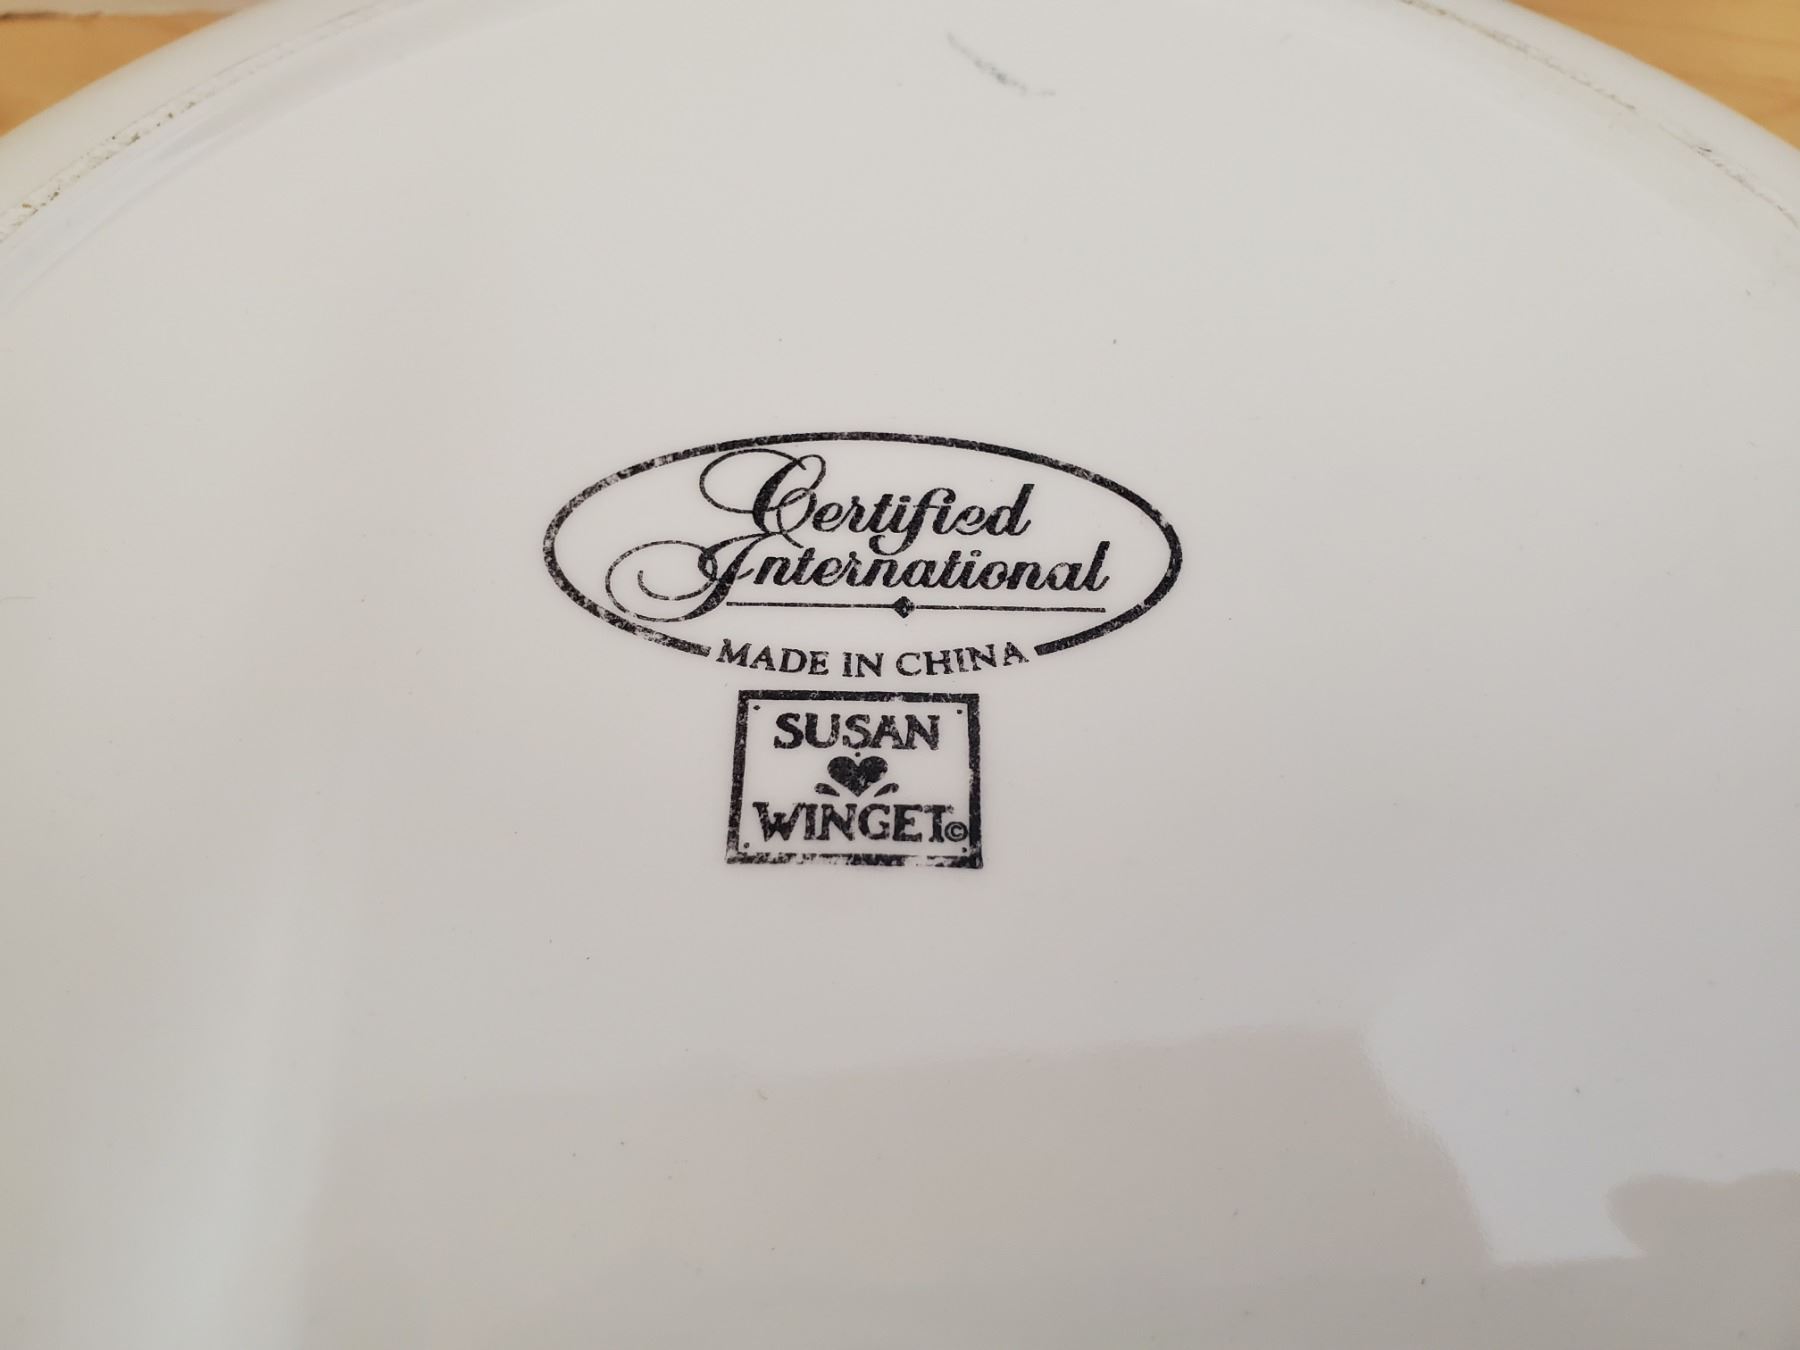 Certified
International
MADE IN CHINA
SUSAN
WINGET©